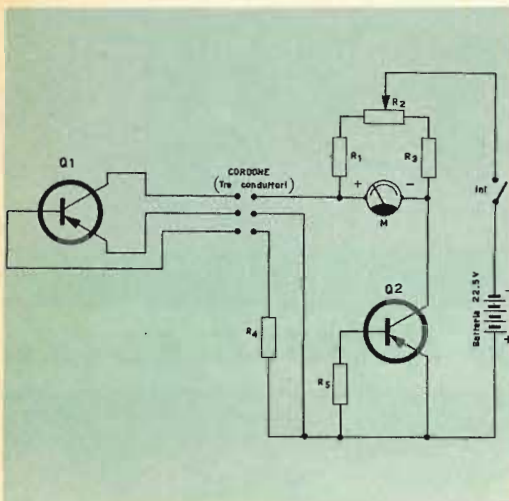 R2
Q1
CORDONE
(Tre conduttori)
R1
R3
+
-
Int
M
Q2
Batteria 22.5V
-
+
R4
R5